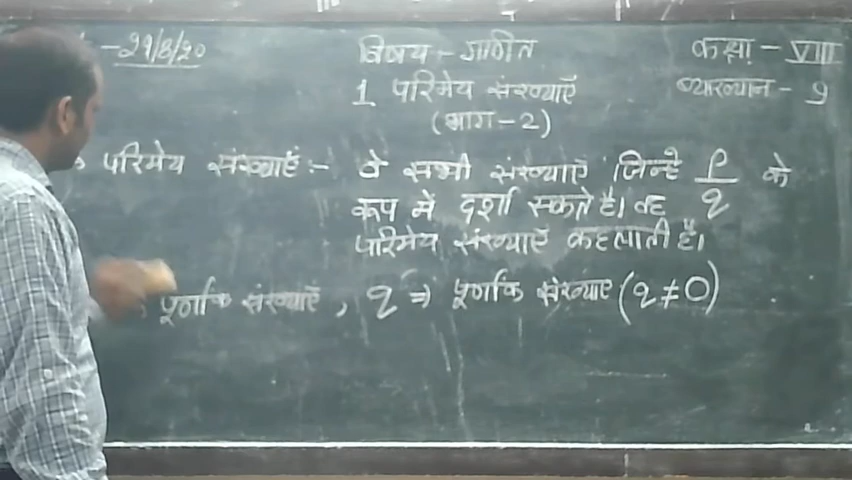 - 21/8/20 विषय - गणित कक्षा - VIII
1 परिमेय संख्याएँ व्याख्यान - 9
(भाग - 2)
परिमेय संख्याएं :- वे सभी संख्याएँ जिन्हे p/q के
रूप में दर्शा सकते है। वह
परिमेय संख्याएँ कहलाती है।
पूर्णांक संख्याएँ , q ⇒ पूर्णांक संख्याए (q ≠ 0)